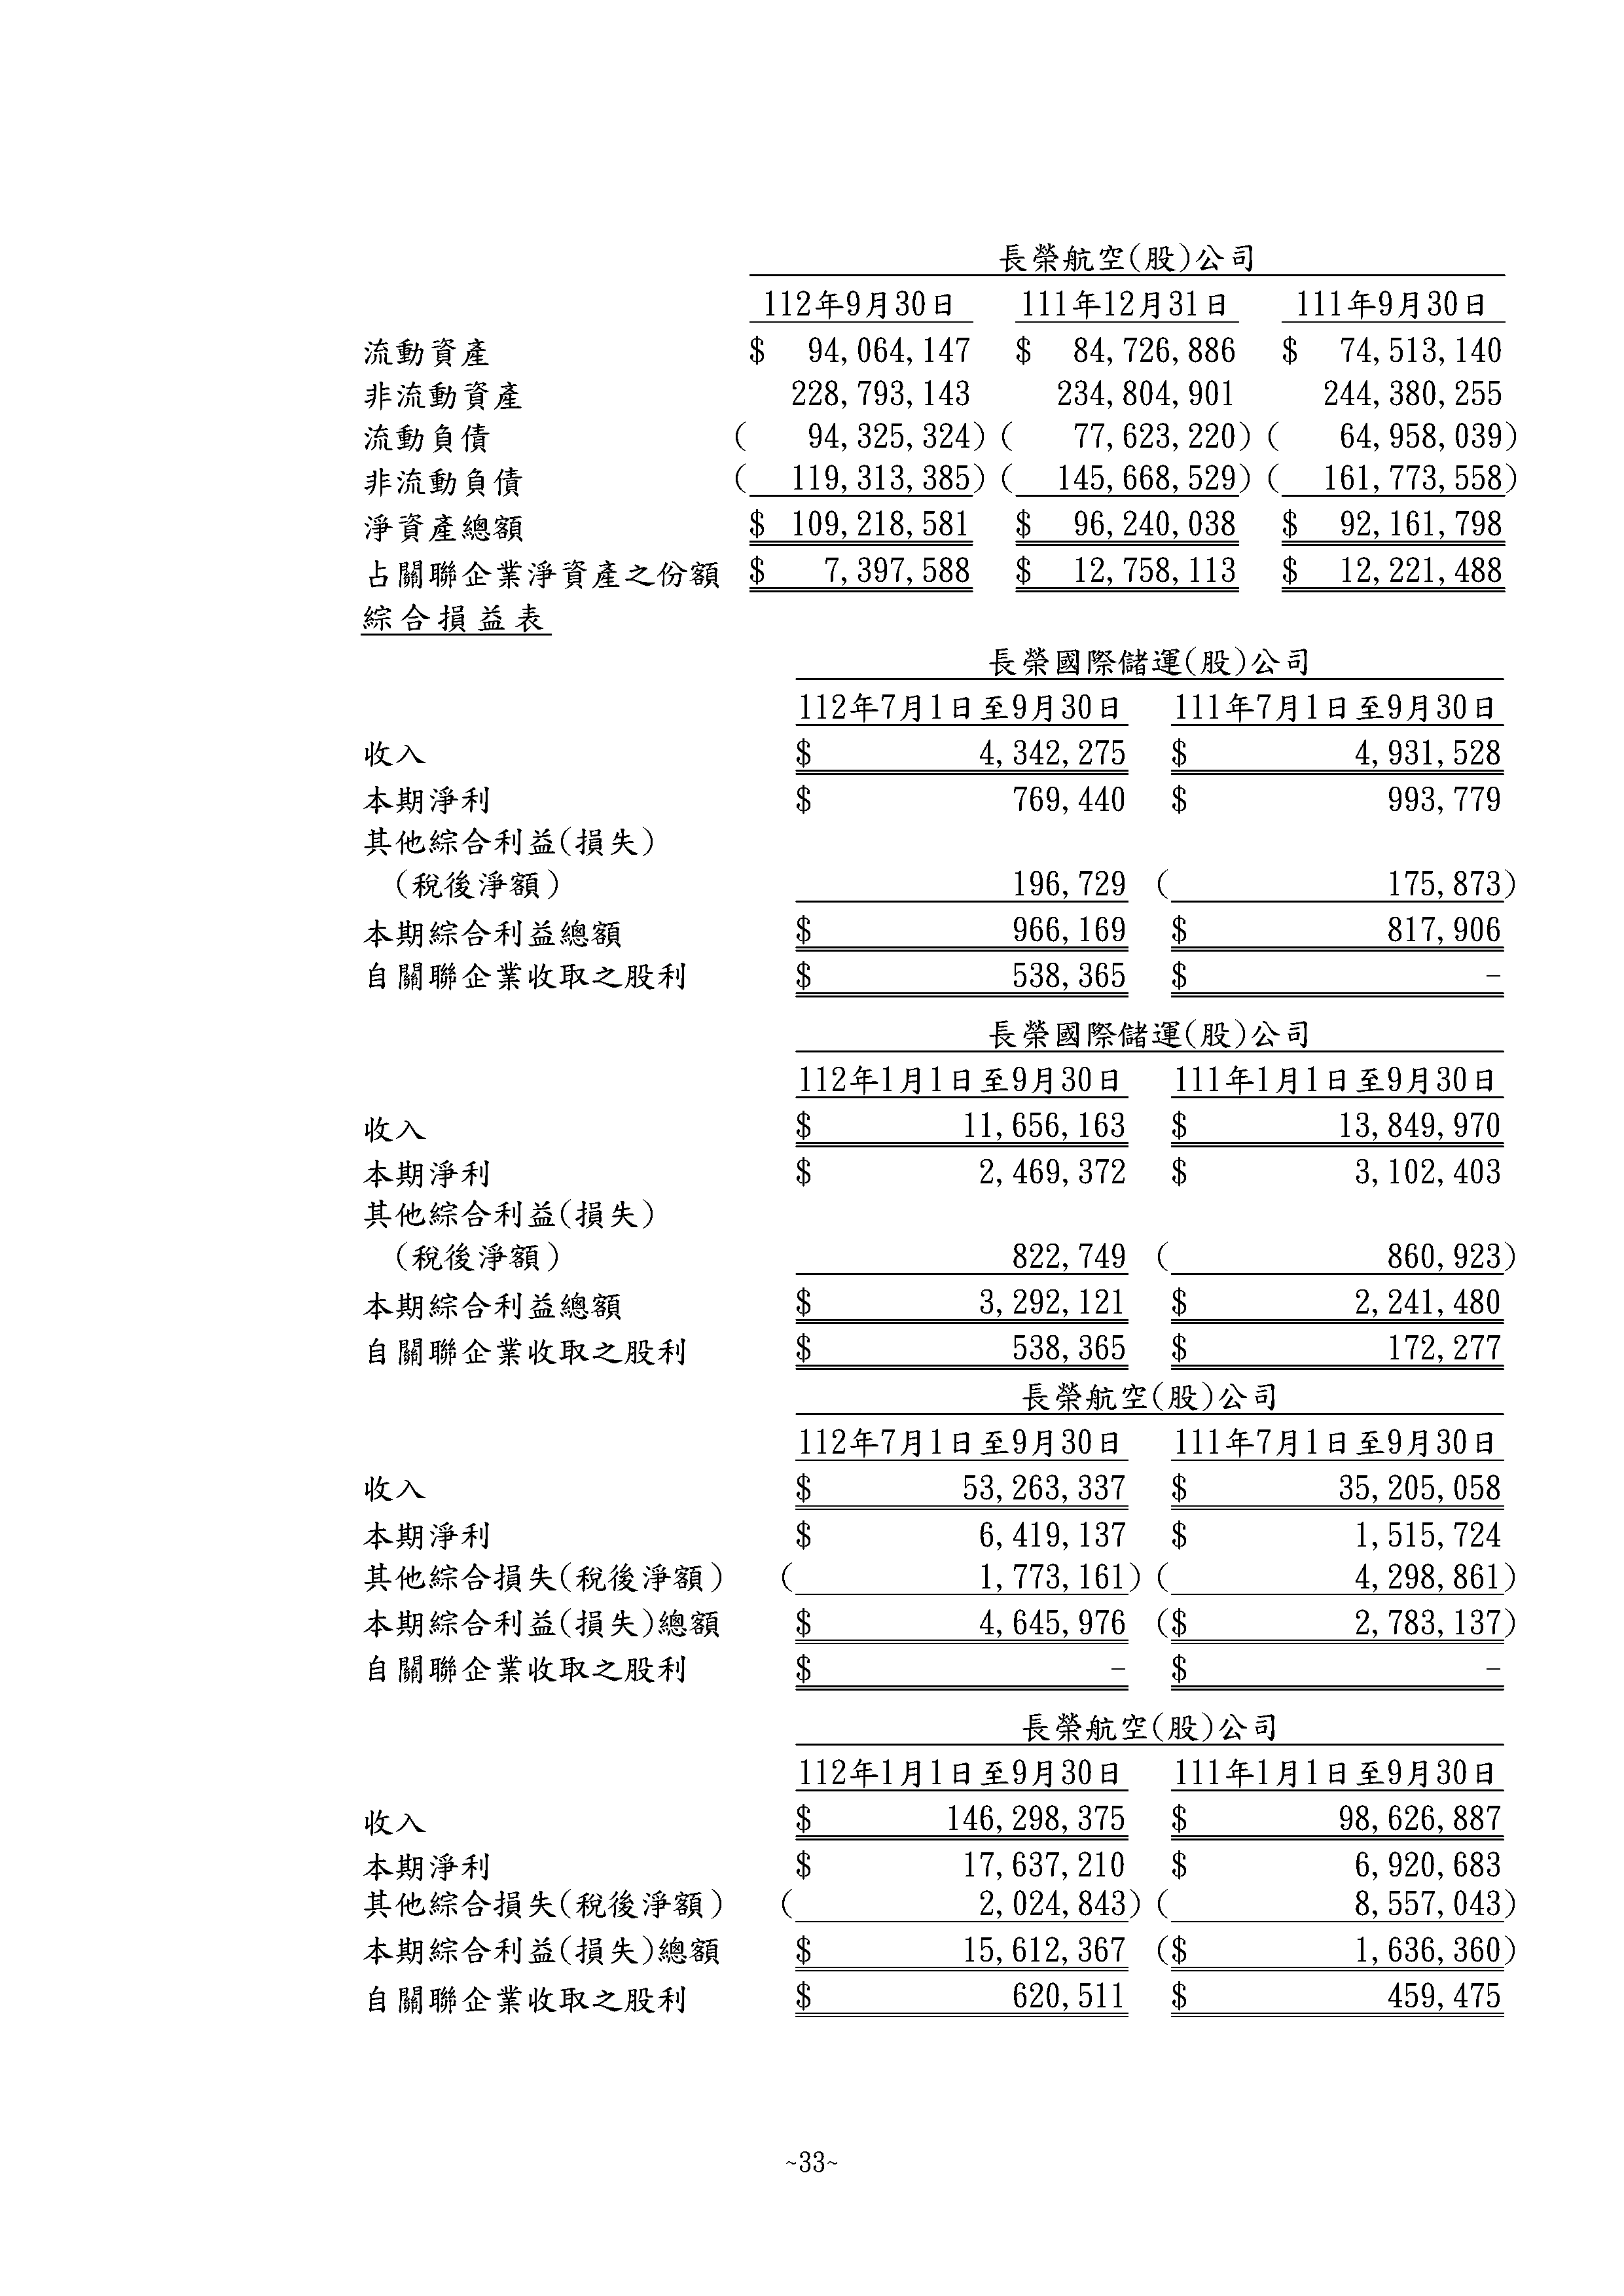 長榮航空(股)公司
112年9月30日 111年12月31日 111年9月30日
流動資產 $ 94,064,147 $ 84,726,886 $ 74,513,140
非流動資產 228,793,143 234,804,901 244,380,255
流動負債 ( 94,325,324) ( 77,623,220) ( 64,958,039)
非流動負債 ( 119,313,385) ( 145,668,529) ( 161,773,558)
淨資產總額 $ 109,218,581 $ 96,240,038 $ 92,161,798
占關聯企業淨資產之份額 $ 7,397,588 $ 12,758,113 $ 12,221,488
綜合損益表
長榮國際儲運(股)公司
112年7月1日至9月30日 111年7月1日至9月30日
收入 $ 4,342,275 $ 4,931,528
本期淨利 $ 769,440 $ 993,779
其他綜合利益(損失)
(稅後淨額) 196,729 ( 175,873)
本期綜合利益總額 $ 966,169 $ 817,906
自關聯企業收取之股利 $ 538,365 $ -
長榮國際儲運(股)公司
112年1月1日至9月30日 111年1月1日至9月30日
收入 $ 11,656,163 $ 13,849,970
本期淨利 $ 2,469,372 $ 3,102,403
其他綜合利益(損失)
(稅後淨額) 822,749 ( 860,923)
本期綜合利益總額 $ 3,292,121 $ 2,241,480
自關聯企業收取之股利 $ 538,365 $ 172,277
長榮航空(股)公司
112年7月1日至9月30日 111年7月1日至9月30日
收入 $ 53,263,337 $ 35,205,058
本期淨利 $ 6,419,137 $ 1,515,724
其他綜合損失(稅後淨額) ( 1,773,161) ( 4,298,861)
本期綜合利益(損失)總額 $ 4,645,976 ($ 2,783,137)
自關聯企業收取之股利 $ - $ -
長榮航空(股)公司
112年1月1日至9月30日 111年1月1日至9月30日
收入 $ 146,298,375 $ 98,626,887
本期淨利 $ 17,637,210 $ 6,920,683
其他綜合損失(稅後淨額) ( 2,024,843) ( 8,557,043)
本期綜合利益(損失)總額 $ 15,612,367 ($ 1,636,360)
自關聯企業收取之股利 $ 620,511 $ 459,475
~33~